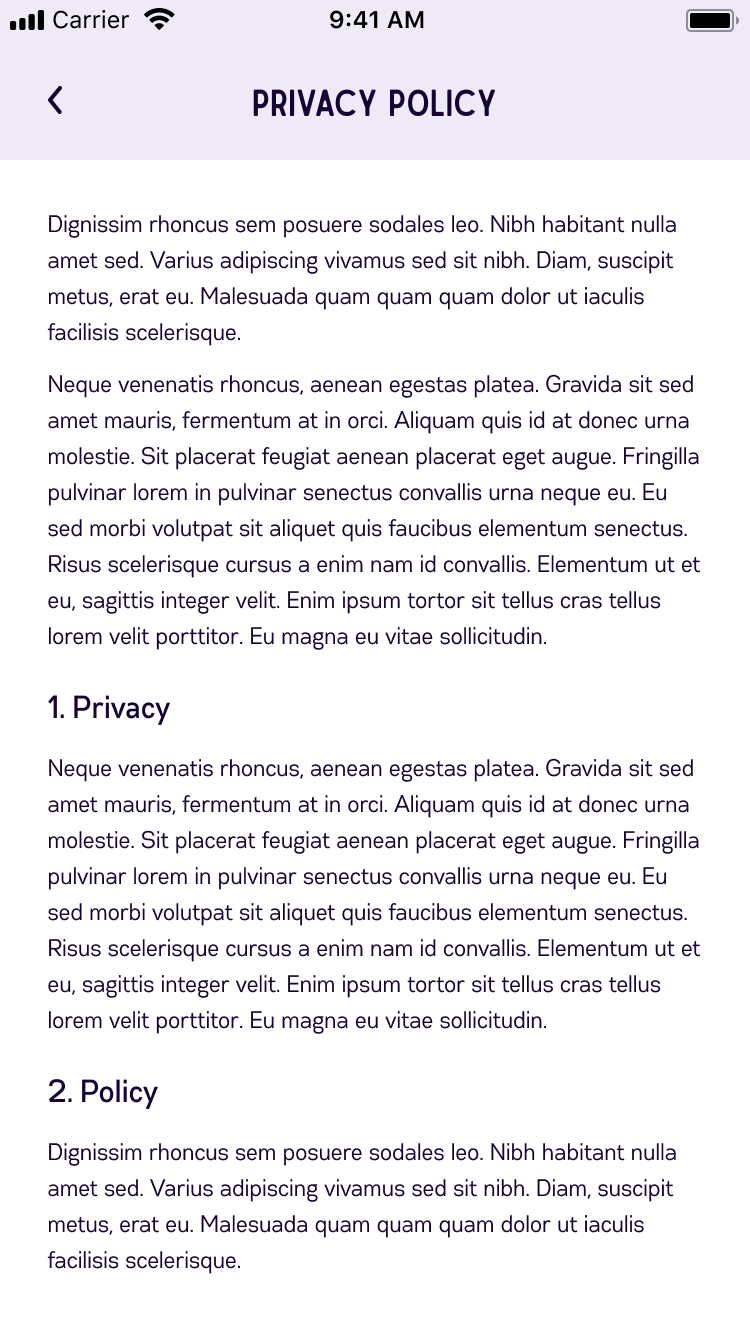 Carrier 9:41 AM
PRIVACY POLICY
Dignissim rhoncus sem posuere sodales leo. Nibh habitant nulla
amet sed. Varius adipiscing vivamus sed sit nibh. Diam, suscipit
metus, erat eu. Malesuada quam quam quam dolor ut iaculis
facilisis scelerisque.
Neque venenatis rhoncus, aenean egestas platea. Gravida sit sed
amet mauris, fermentum at in orci. Aliquam quis id at donec urna
molestie. Sit placerat feugiat aenean placerat eget augue. Fringilla
pulvinar lorem in pulvinar senectus convallis urna neque eu. Eu
sed morbi volutpat sit aliquet quis faucibus elementum senectus.
Risus scelerisque cursus a enim nam id convallis. Elementum ut et
eu, sagittis integer velit. Enim ipsum tortor sit tellus cras tellus
lorem velit porttitor. Eu magna eu vitae sollicitudin.
1. Privacy
Neque venenatis rhoncus, aenean egestas platea. Gravida sit sed
amet mauris, fermentum at in orci. Aliquam quis id at donec urna
molestie. Sit placerat feugiat aenean placerat eget augue. Fringilla
pulvinar lorem in pulvinar senectus convallis urna neque eu. Eu
sed morbi volutpat sit aliquet quis faucibus elementum senectus.
Risus scelerisque cursus a enim nam id convallis. Elementum ut et
eu, sagittis integer velit. Enim ipsum tortor sit tellus cras tellus
lorem velit porttitor. Eu magna eu vitae sollicitudin.
2. Policy
Dignissim rhoncus sem posuere sodales leo. Nibh habitant nulla
amet sed. Varius adipiscing vivamus sed sit nibh. Diam, suscipit
metus, erat eu. Malesuada quam quam quam dolor ut iaculis
facilisis scelerisque.